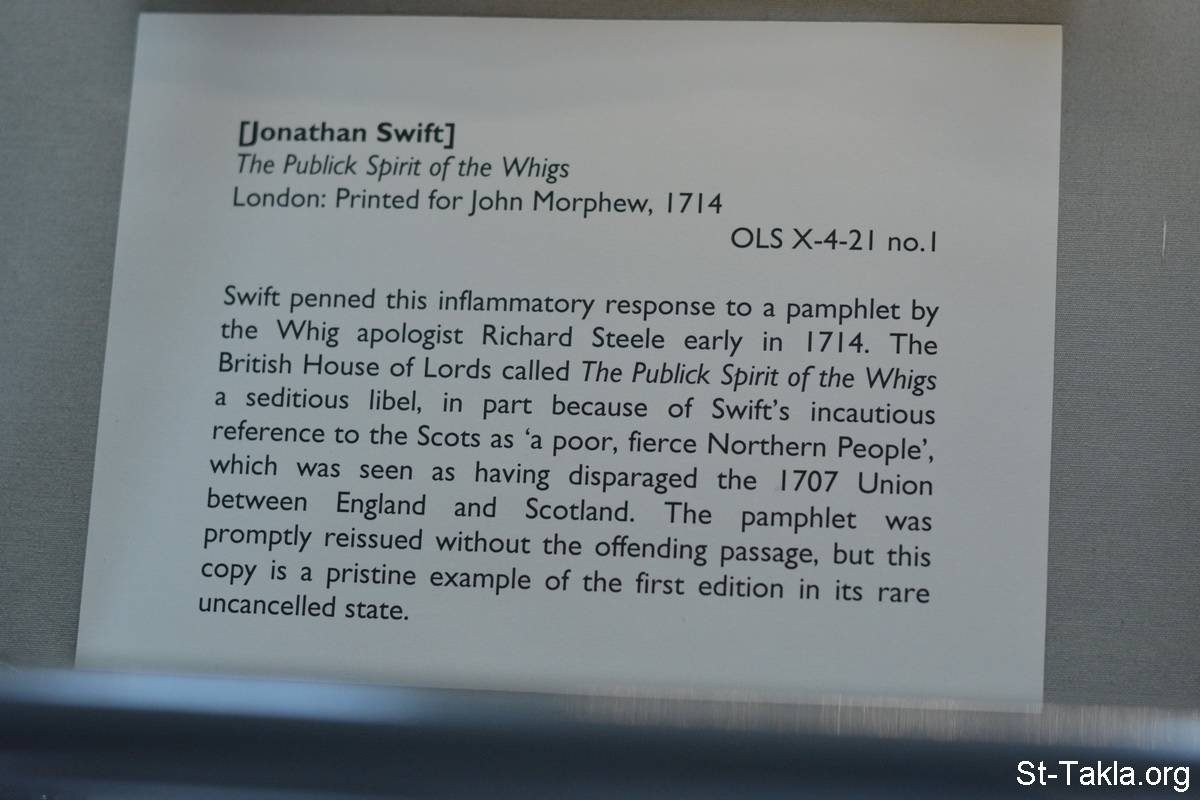 [Jonathan Swift]
The Publick Spirit of the Whigs
London: Printed for John Morphew, 1714
OLS X-4-21 no.1
Swift penned this inflammatory response to a pamphlet by
the Whig apologist Richard Steele early in 1714. The
British House of Lords called The Publick Spirit of the Whigs
a seditious libel, in part because of Swift's incautious
reference to the Scots as ‘a poor, fierce Northern People’,
which was seen as having disparaged the 1707 Union
between England and Scotland. The pamphlet was
promptly reissued without the offending passage, but this
copy is a pristine example of the first edition in its rare
uncancelled state.
St-Takla.org